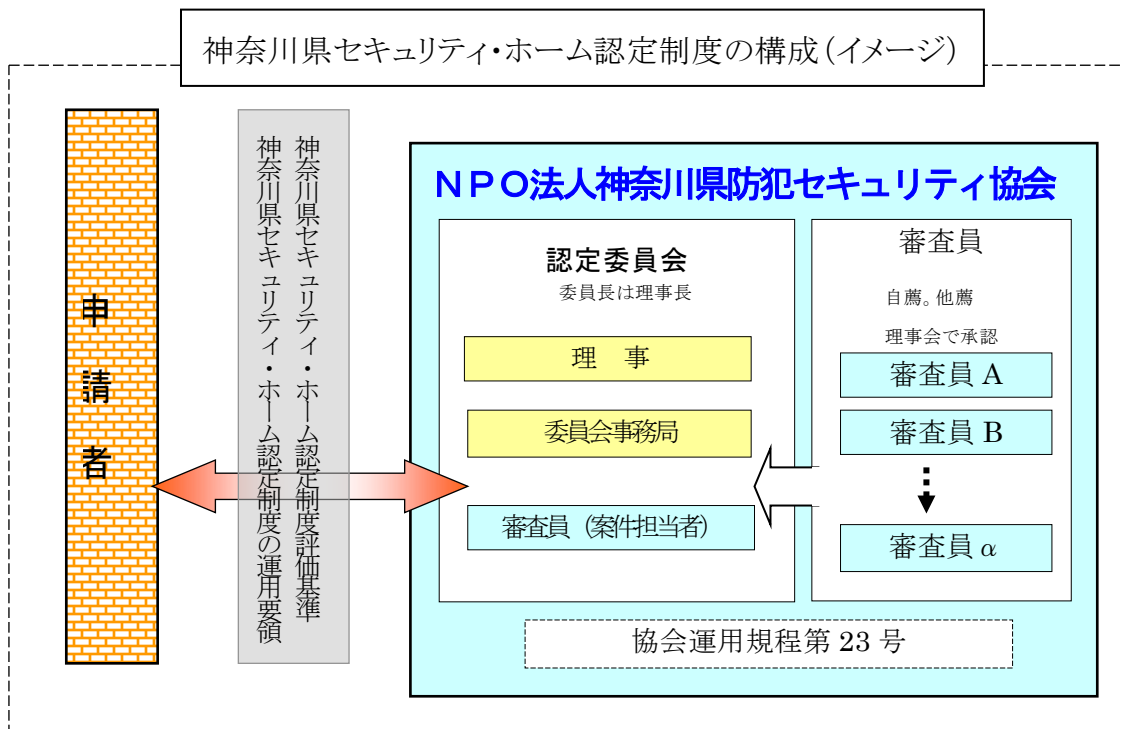 神奈川県セキュリティ・ホーム認定制度の構成(イメージ)
申請者
神奈川県セキュリティ・ホーム認定制度評価基準
神奈川県セキュリティ・ホーム認定制度の運用要領
NPO法人神奈川県防犯セキュリティ協会
認定委員会
委員長は理事長
理 事
委員会事務局
審査員(案件担当者)
審査員
自薦。他薦
理事会で承認
審査員 A
審査員 B
審査員 α
協会運用規程第 23 号